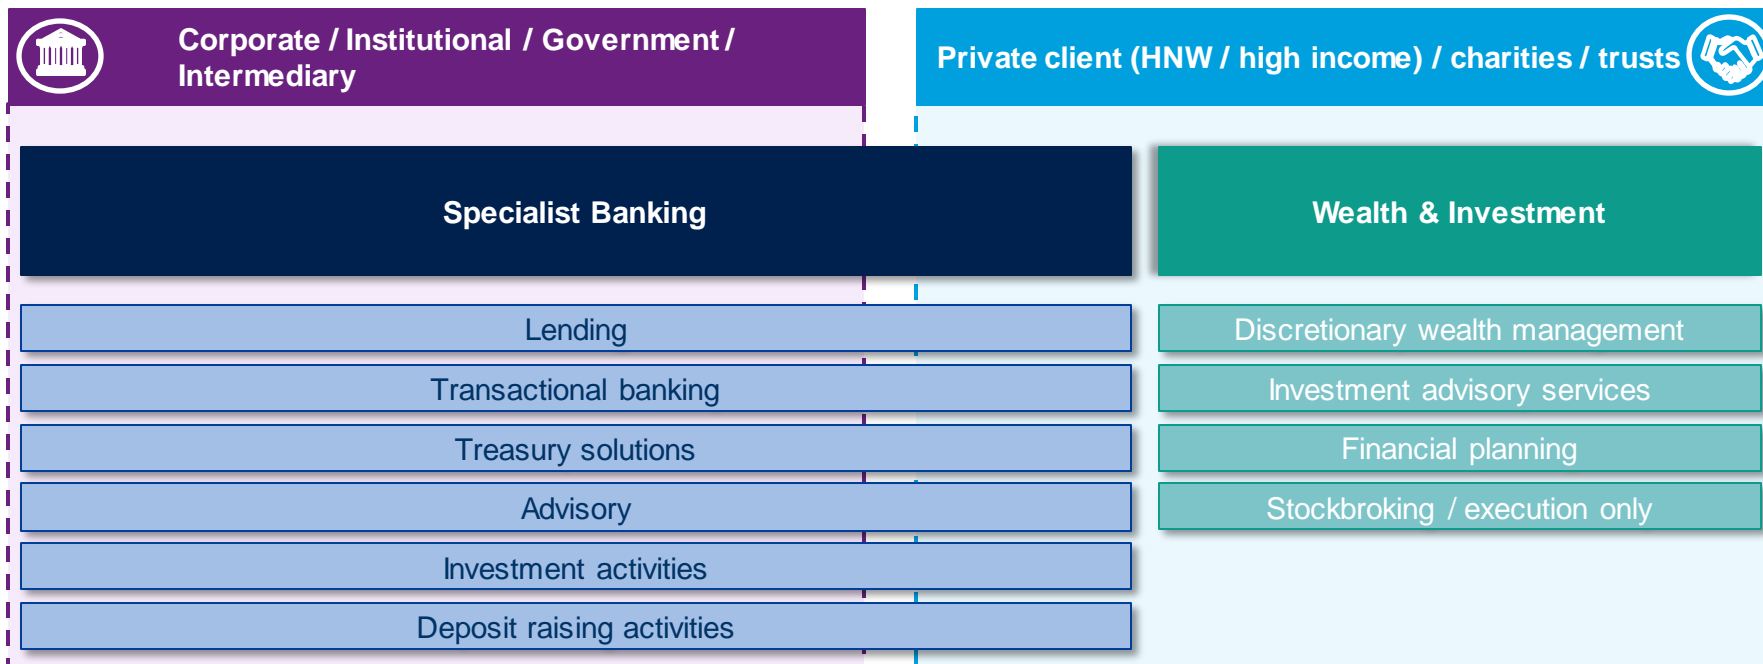 Corporate / Institutional / Government /
Intermediary
Private client (HNW / high income) / charities / trusts
Specialist Banking
Wealth & Investment
Lending
Transactional banking
Treasury solutions
Advisory
Investment activities
Deposit raising activities
Discretionary wealth management
Investment advisory services
Financial planning
Stockbroking / execution only